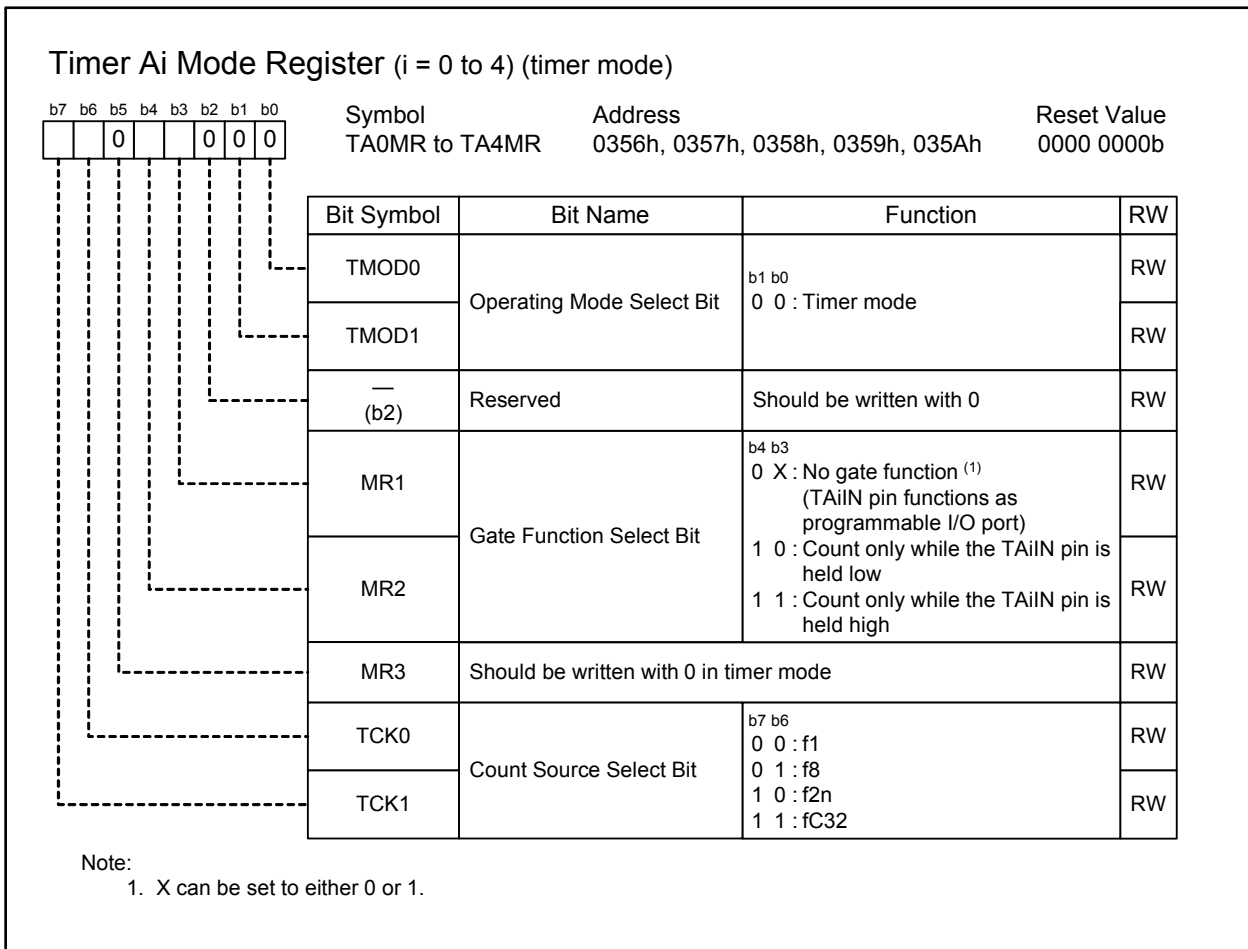 Timer Ai Mode Register (i = 0 to 4) (timer mode)
b7 b6 b5 b4 b3 b2 b1 b0
0 0 0 0
Symbol Address Reset Value
TA0MR to TA4MR 0356h, 0357h, 0358h, 0359h, 035Ah 0000 0000b
Bit Symbol Bit Name Function RW
TMOD0 RW
Operating Mode Select Bit
b1 b0
0 0 : Timer mode
TMOD1 RW
—
(b2)
Reserved Should be written with 0 RW
MR1 RW
Gate Function Select Bit
b4 b3
0 X : No gate function (1)
(TAiIN pin functions as
programmable I/O port)
1 0 : Count only while the TAiIN pin is
held low
1 1 : Count only while the TAiIN pin is
held high
MR2 RW
MR3 Should be written with 0 in timer mode RW
TCK0 RW
Count Source Select Bit
b7 b6
0 0 : f1
0 1 : f8
1 0 : f2n
1 1 : fC32
TCK1 RW
Note:
1. X can be set to either 0 or 1.